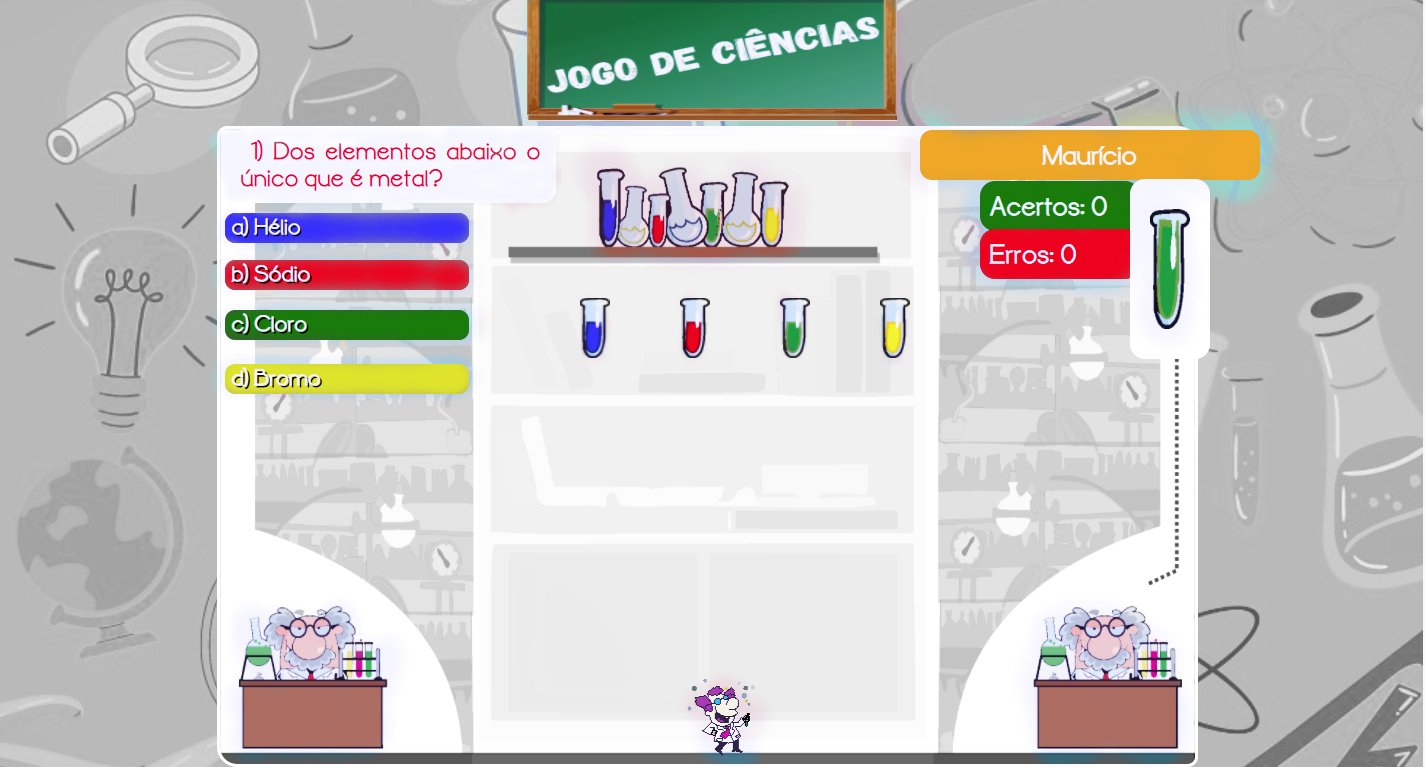 JOGO DE CIÊNCIAS
1) Dos elementos abaixo o
único que é metal?
a) Hélio
b) Sódio
c) Cloro
d) Bromo
Maurício
Acertos: 0
Erros: 0